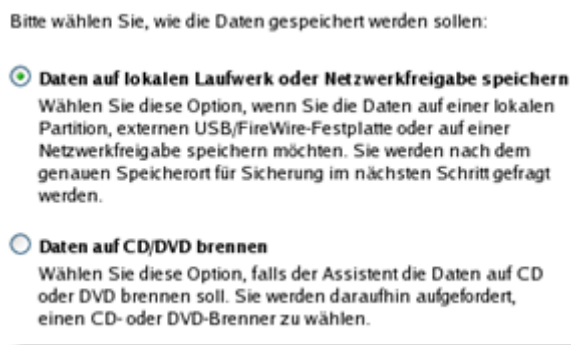 Bitte wählen Sie, wie die Daten gespeichert werden sollen:
Daten auf lokalen Laufwerk oder Netzwerkfreigabe speichern
Wählen Sie diese Option, wenn Sie die Daten auf einer lokalen
Partition, externen USB/FireWire-Festplatte oder auf einer
Netzwerkfreigabe speichern möchten. Sie werden nach dem
genauen Speicherort für Sicherung im nächsten Schritt gefragt
werden.
Daten auf CD/DVD brennen
Wählen Sie diese Option, falls der Assistent die Daten auf CD
oder DVD brennen soll. Sie werden daraufhin aufgefordert,
einen CD- oder DVD-Brenner zu wählen.